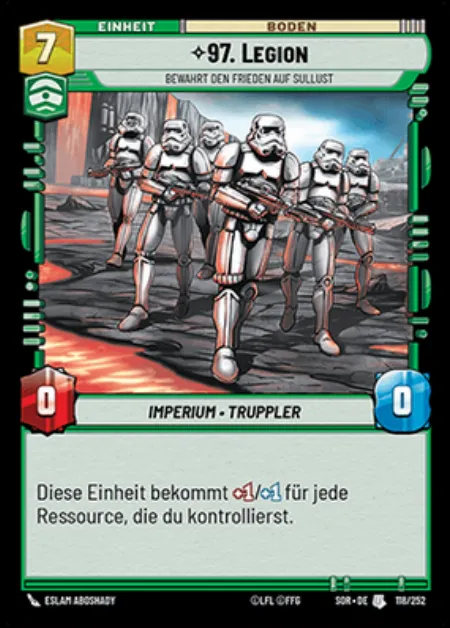 EINHEIT
BODEN
7
97. LEGION
BEWAHRT DEN FRIEDEN AUF SULLUST
0
0
IMPERIUM • TRUPPLER
Diese Einheit bekommt +1/+1 für jede
Ressource, die du kontrollierst.
ESLAM ABOSHADY
©LFL ©FFG
SOR • DE
118/252